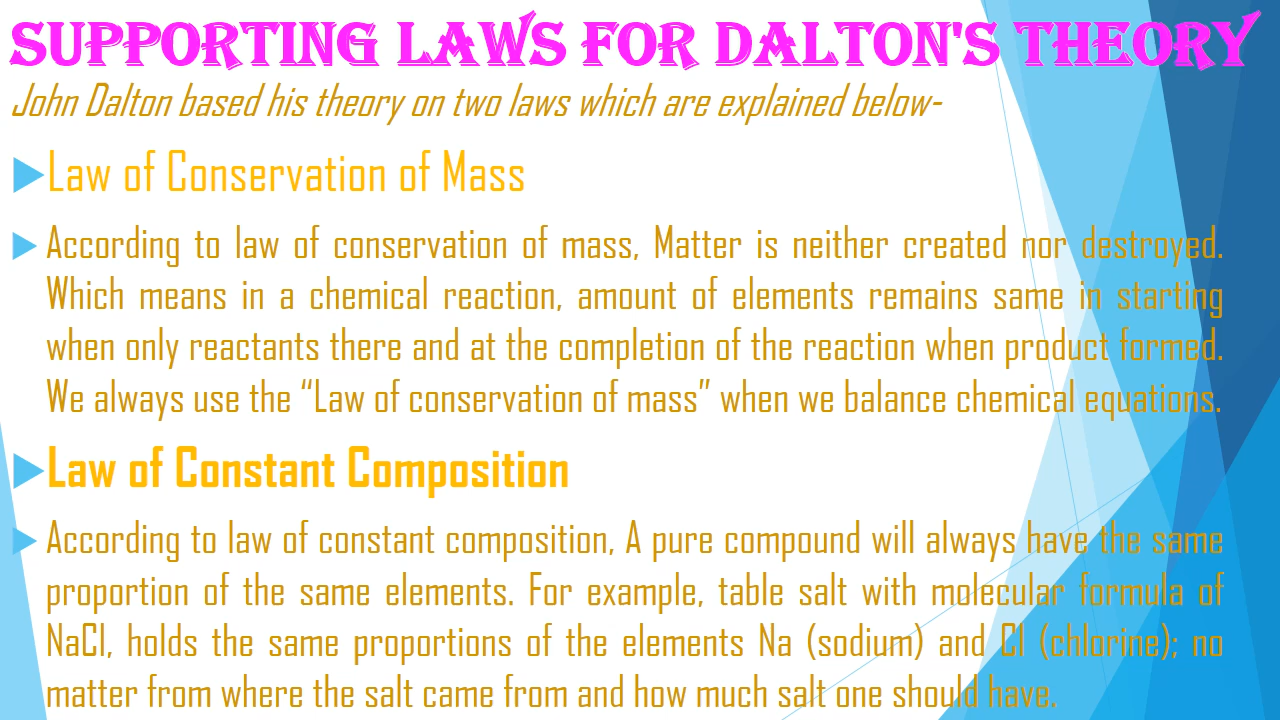 SUPPORTING LAWS FOR DALTON'S THEORY
John Dalton based his theory on two laws which are explained below-
Law of Conservation of Mass
According to law of conservation of mass, Matter is neither created nor destroyed.
Which means in a chemical reaction, amount of elements remains same in starting
when only reactants there and at the completion of the reaction when product formed.
We always use the “Law of conservation of mass” when we balance chemical equations.
Law of Constant Composition
According to law of constant composition, A pure compound will always have the same
proportion of the same elements. For example, table salt with molecular formula of
NaCl, holds the same proportions of the elements Na (sodium) and Cl (chlorine); no
matter from where the salt came from and how much salt one should have.